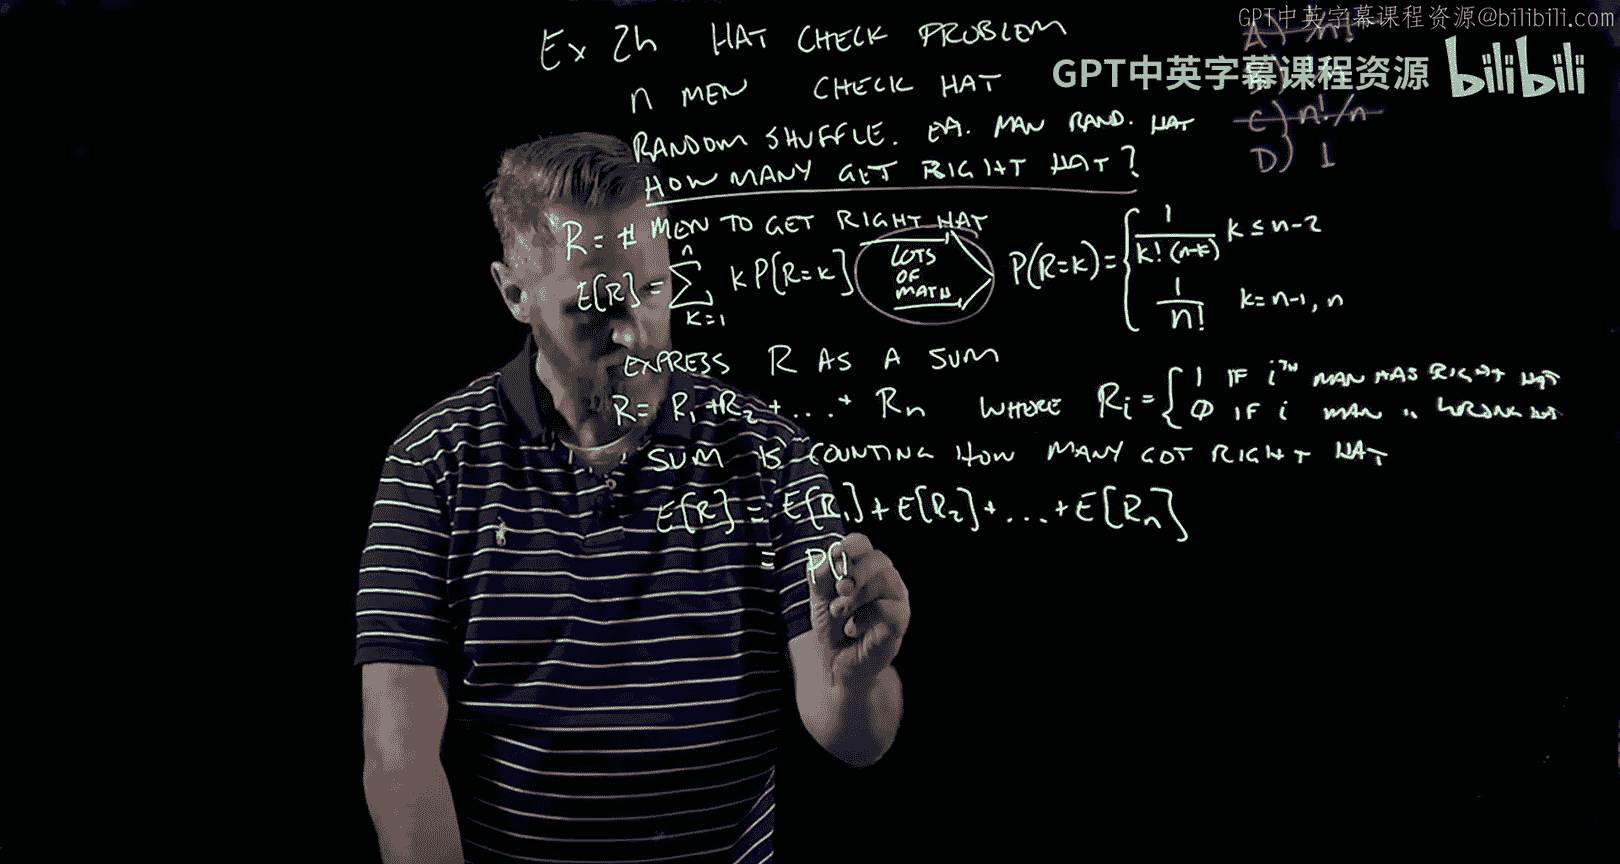 GPT中英字幕课程资源@bilibili.com
GPT中英字幕课程资源 bilibili
Ex 2h HAT CHECK PROBLEM
n MEN CHECK HAT
RANDOM SHUFFLE. EA. MAN RAND. HAT
HOW MANY GET RIGHT HAT?
A) n!
C) n!/n
D) 1
R = # MEN TO GET RIGHT HAT
E[R] = ∑_{k=1}^{n} k P[R=k] LOTS OF MATH P(R=k) = { 1/(k!(n-k)) k ≤ n-2
1/n! k=n-1, n
EXPRESS R AS A SUM
R = R₁ + R₂ + ... + Rₙ WHERE Rᵢ = { 1 IF iTH MAN HAS RIGHT HAT
0 IF i MAN " WRONG HAT
SUM IS COUNTING HOW MANY GOT RIGHT HAT
E[R] = E[R₁] + E[R₂] + ... + E[Rₙ]
= P(